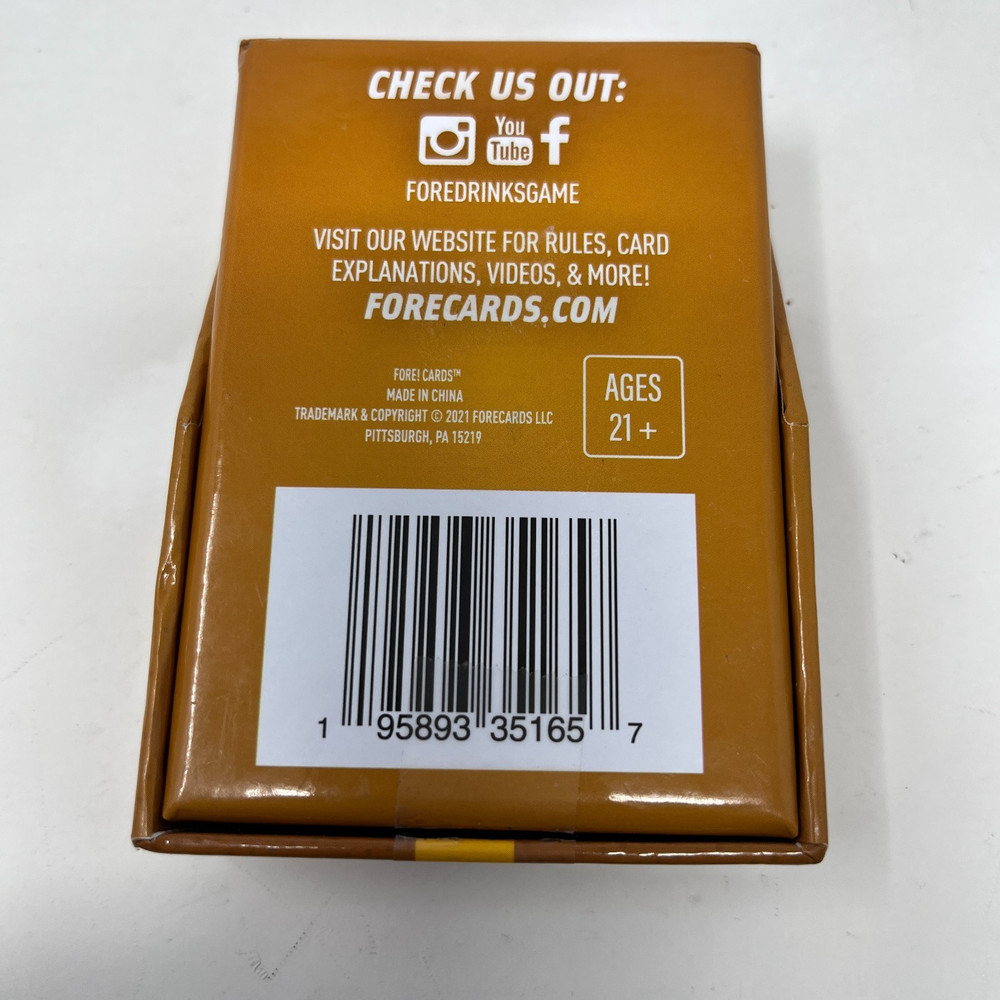 CHECK US OUT:
You
Tube f
FOREDRINKSGAME
VISIT OUR WEBSITE FOR RULES, CARD
EXPLANATIONS, VIDEOS, & MORE!
FORECARDS.COM
FORE! CARDS™
MADE IN CHINA
TRADEMARK & COPYRIGHT © 2021 FORECARDS LLC
PITTSBURGH, PA 15219
AGES
21+
1 95893 35165 7